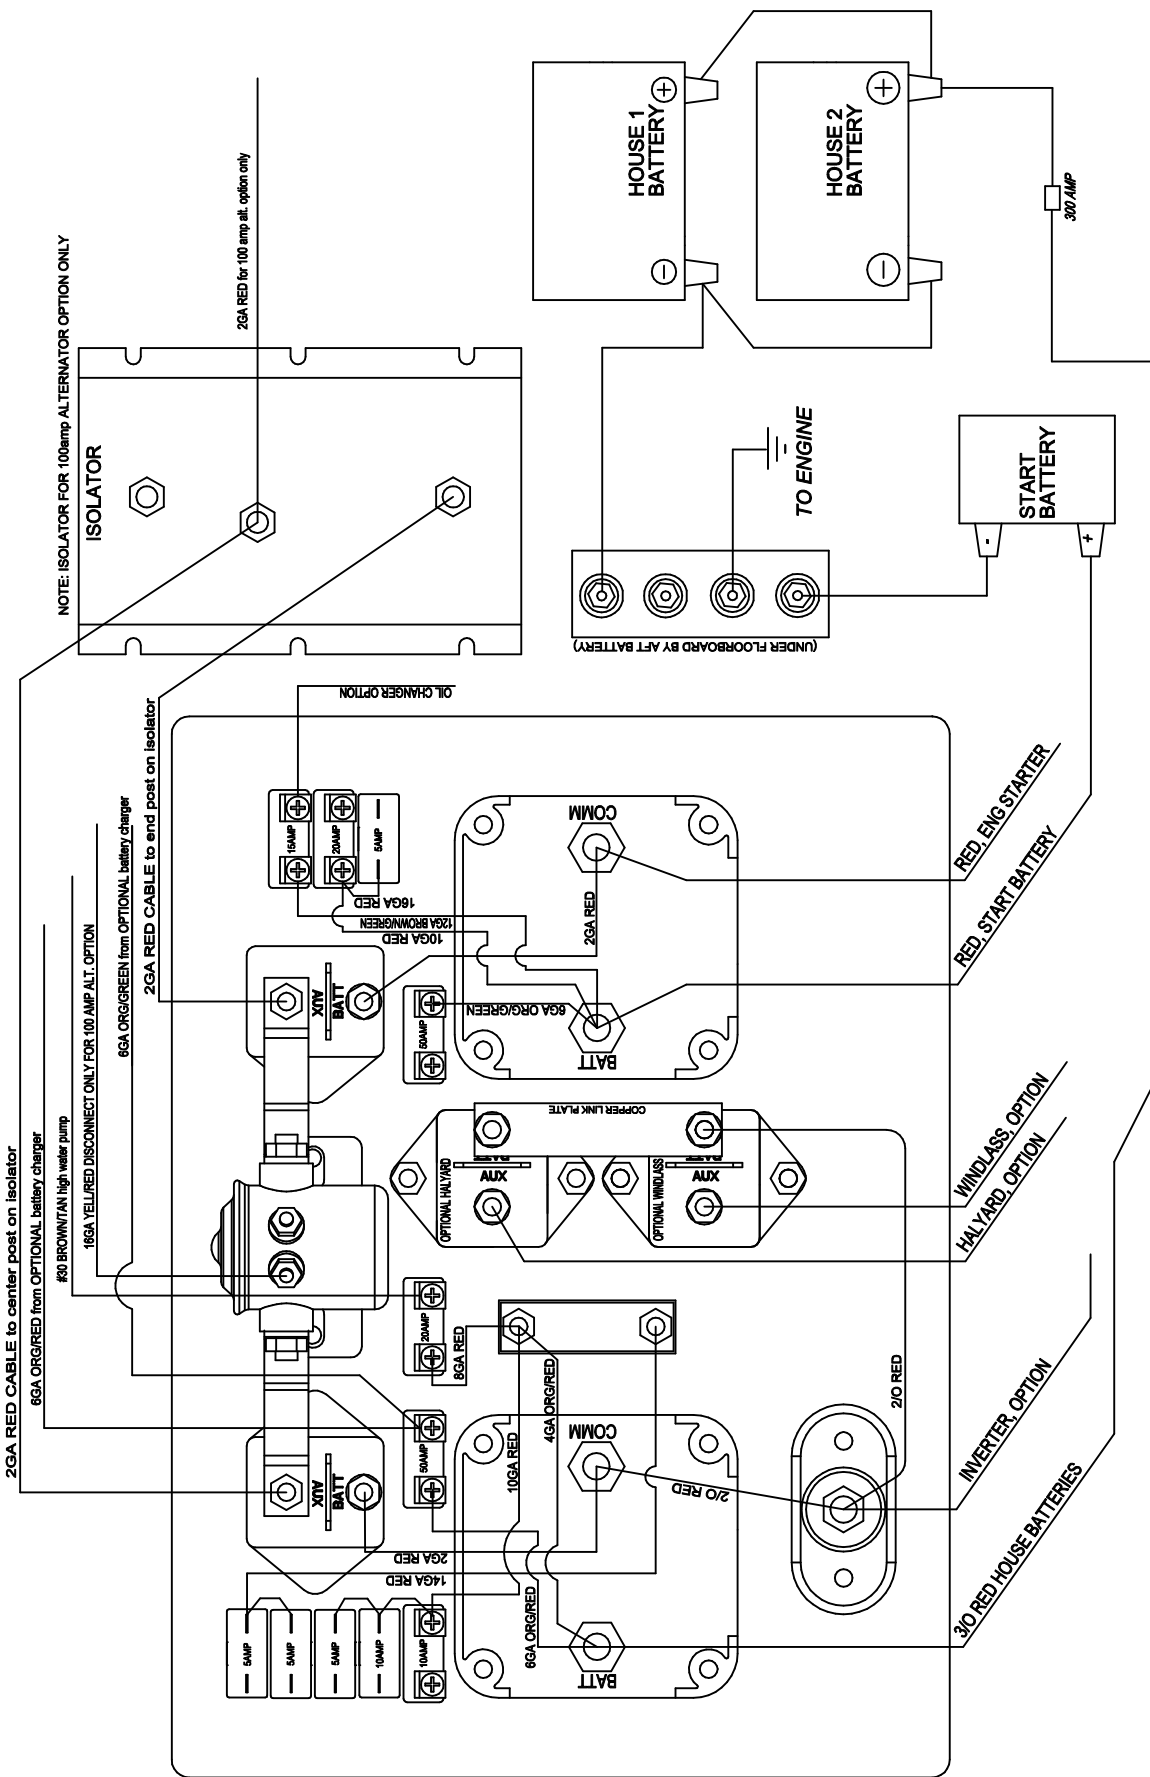 2GA RED CABLE to center post on isolator
6GA ORG/RED from OPTIONAL battery charger
#30 BROWN/TAN high water pump
16GA YELL/RED DISCONNECT ONLY FOR 100 AMP ALT. OPTION
6GA ORG/GREEN from OPTIONAL battery charger
2GA RED CABLE to end post on isolator
NOTE: ISOLATOR FOR 100amp ALTERNATOR OPTION ONLY
ISOLATOR
2GA RED for 100 amp alt. option only
HOUSE 1
BATTERY
+
-
HOUSE 2
BATTERY
+
-
300 AMP
TO ENGINE
(UNDER FLOORBOARD BY AFT BATTERY)
START
BATTERY
-
+
OIL CHANGER OPTION
15AMP
20AMP
5AMP
16GA RED
12GA BROWN/GREEN
10GA RED
AUX
BATT
50AMP
6GA ORG/GREEN
2GA RED
COMM
BATT
RED, ENG STARTER
RED, START BATTERY
COPPER LINK PLATE
OPTIONAL HALYARD
BATT
AUX
OPTIONAL WINDLASS
BATT
AUX
WINDLASS, OPTION
HALYARD, OPTION
20AMP
8GA RED
10GA RED
4GA ORG/RED
50AMP
AUX
BATT
2GA RED
14GA RED
6GA ORG/RED
5AMP
5AMP
5AMP
10AMP
10AMP
COMM
BATT
2/O RED
2/O RED
INVERTER, OPTION
3/O RED HOUSE BATTERIES